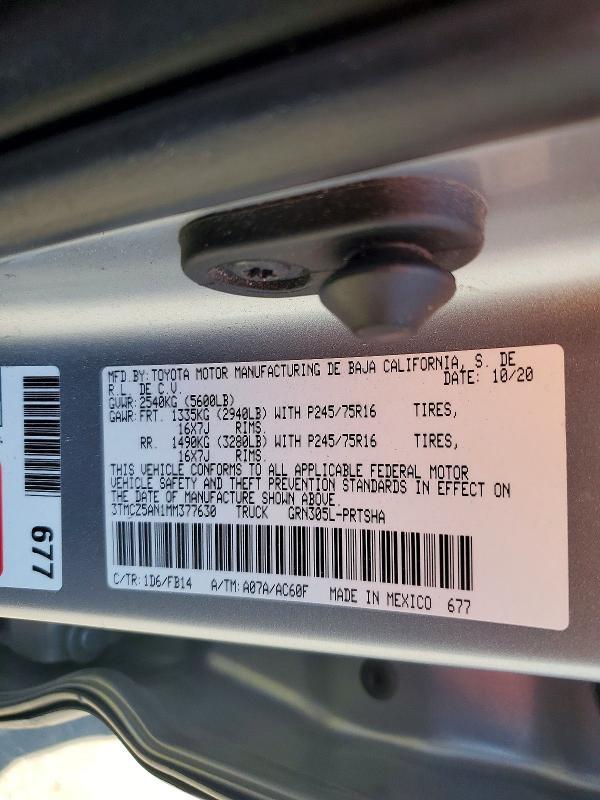 MFD.BY:TOYOTA MOTOR MANUFACTURING DE BAJA CALIFORNIA, S. DE
R.L. DE C.V. DATE: 10/20
GVWR:2540KG (5600LB)
GAWR:FRT. 1335KG (2940LB) WITH P245/75R16 TIRES,
16X7J RIMS.
RR. 1490KG (3280LB) WITH P245/75R16 TIRES,
16X7J RIMS.
THIS VEHICLE CONFORMS TO ALL APPLICABLE FEDERAL MOTOR
VEHICLE SAFETY AND THEFT PREVENTION STANDARDS IN EFFECT ON
THE DATE OF MANUFACTURE SHOWN ABOVE.
3TMCZ5AN1MM377630 TRUCK GRN305L-PRTSHA
C/TR: 1D6/FB14 A/TM: A07A/AC60F MADE IN MEXICO 677
677